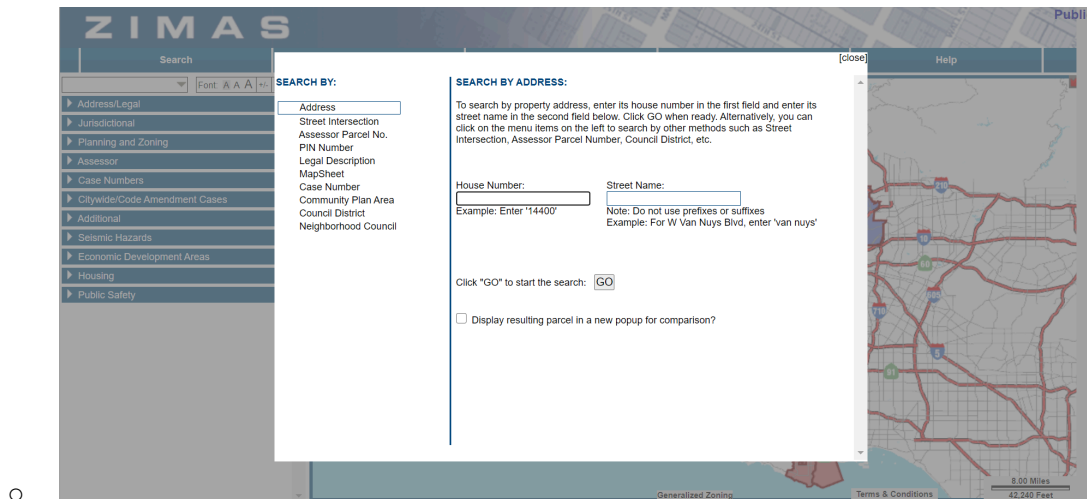 ZIMAS
Publi
Search
Help
[close]
Font A A A +/-
Address/Legal
Jurisdictional
Planning and Zoning
Assessor
Case Numbers
Citywide/Code Amendment Cases
Additional
Seismic Hazards
Economic Development Areas
Housing
Public Safety
SEARCH BY:
Address
Street Intersection
Assessor Parcel No.
PIN Number
Legal Description
MapSheet
Case Number
Community Plan Area
Council District
Neighborhood Council
SEARCH BY ADDRESS:
To search by property address, enter its house number in the first field and enter its
street name in the second field below. Click GO when ready. Alternatively, you can
click on the menu items on the left to search by other methods such as Street
Intersection, Assessor Parcel Number, Council District, etc.
House Number:
Street Name:
Example: Enter '14400'
Note: Do not use prefixes or suffixes
Example: For W Van Nuys Blvd, enter 'van nuys'
Click "GO" to start the search: GO
Display resulting parcel in a new popup for comparison?
210
10
60
605
710
5
91
8.00 Miles
Generalized Zoning
Terms & Conditions
42,240 Feet